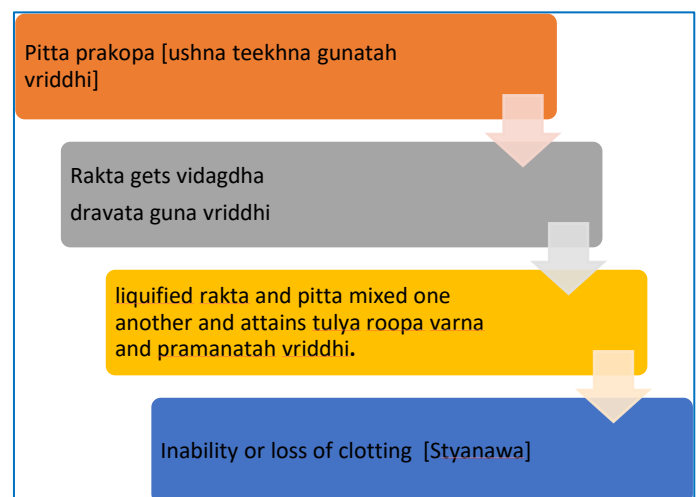 Pitta prakopa [ushna teekhna gunatah
vriddhi]
Rakta gets vidagdha
dravata guna vriddhi
liquified rakta and pitta mixed one
another and attains tulya roopa varna
and pramanatah vriddhi.
Inability or loss of clotting [Styanawa]